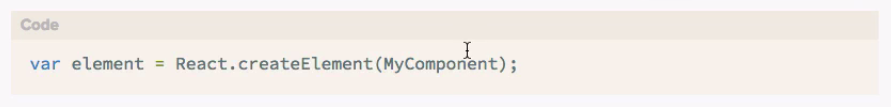 Code
var element = React.createElement(MyComponent);